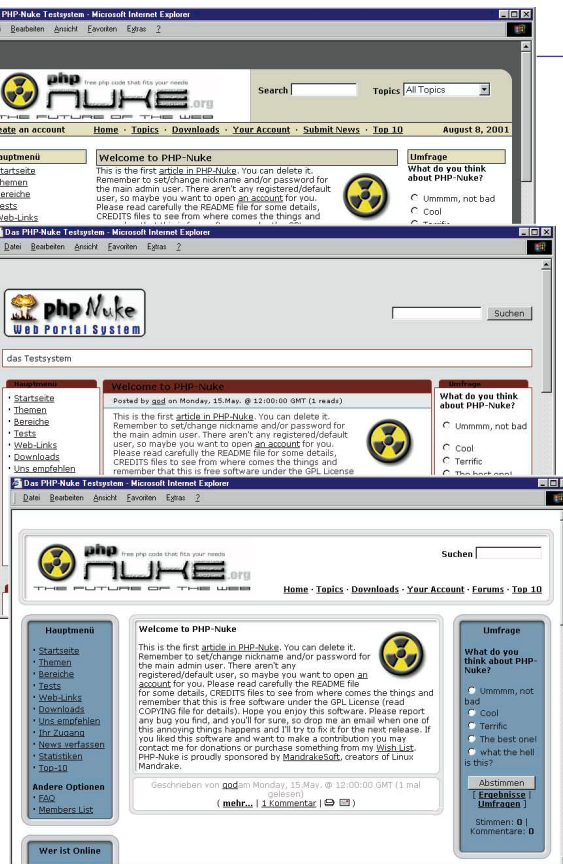 PHP-Nuke Testsystem - Microsoft Internet Explorer
Bearbeiten Ansicht Favoriten Extras ?
php free php code that fits your needs
NUKE.org
THE FUTURE OF THE WEB
Search
Topics All Topics
an account
Home · Topics · Downloads · Your Account · Submit News · Top 10
August 8, 2001
Welcome to PHP-Nuke
This is the first article in PHP-Nuke. You can delete it.
Remember to set/change nickname and/or password for
the main admin user. There aren't any registered/default
user, so maybe you want to open an account for you.
Please read carefully the README file for some details,
CREDITS files to see from where comes the things and
Umfrage
What do you think
about PHP-Nuke?
Ummmm, not bad
Cool
Das PHP-Nuke Testsystem - Microsoft Internet Explorer
Datei Bearbeiten Ansicht Favoriten Extras ?
php Nuke
Web Portal System
Suchen
das Testsystem
Hauptmenü
· Startseite
· Themen
· Bereiche
· Tests
· Web-Links
· Downloads
· Uns empfehlen
Welcome to PHP-Nuke
Posted by god on Monday, 15.May. @ 12:00:00 GMT (1 reads)
This is the first article in PHP-Nuke. You can delete it.
Remember to set/change nickname and/or password for
the main admin user. There aren't any registered/default
user, so maybe you want to open an account for you.
Please read carefully the README file for some details,
CREDITS files to see from where comes the things and
remember that this is free software under the GPL License
Umfrage
What do you think
about PHP-Nuke?
Ummmm, not bad
Cool
Terrific
The best one!
Das PHP-Nuke Testsystem - Microsoft Internet Explorer
Datei Bearbeiten Ansicht Favoriten Extras ?
php free php code that fits your needs
NUKE.org
THE FUTURE OF THE WEB
Suchen
Home · Topics · Downloads · Your Account · Forums · Top 10
Hauptmenü
· Startseite
· Themen
· Bereiche
· Tests
· Web-Links
· Downloads
· Uns empfehlen
· Ihr Zugang
· News verfassen
· Statistiken
· Top-10
Andere Optionen
· FAQ
· Members List
Wer ist Online
Welcome to PHP-Nuke
This is the first article in PHP-Nuke. You can delete it.
Remember to set/change nickname and/or password for
the main admin user. There aren't any
registered/default user, so maybe you want to open an
account for you. Please read carefully the README file
for some details, CREDITS files to see from where comes the things and
remember that this is free software under the GPL License (read
COPYING file for details). Hope you enjoy this software. Please report
any bug you find, and you'll for sure, so drop me an email when one of
this annoying things happens and I'll try to fix it for the next release. If
you liked this software and want to make a contribution you may
contact me for donations or purchase something from my Wish List.
PHP-Nuke is proudly sponsored by MandrakeSoft, creators of Linux
Mandrake.
Geschrieben von godam Monday, 15.May. @ 12:00:00 GMT (1 mal
gelesen)
( mehr... | 1 Kommentar | )
Umfrage
What do you
think about PHP-
Nuke?
Ummmm, not
bad
Cool
Terrific
The best one!
what the hell
is this?
Abstimmen
[ Ergebnisse |
Umfragen ]
Stimmen: 0 |
Kommentare: 0